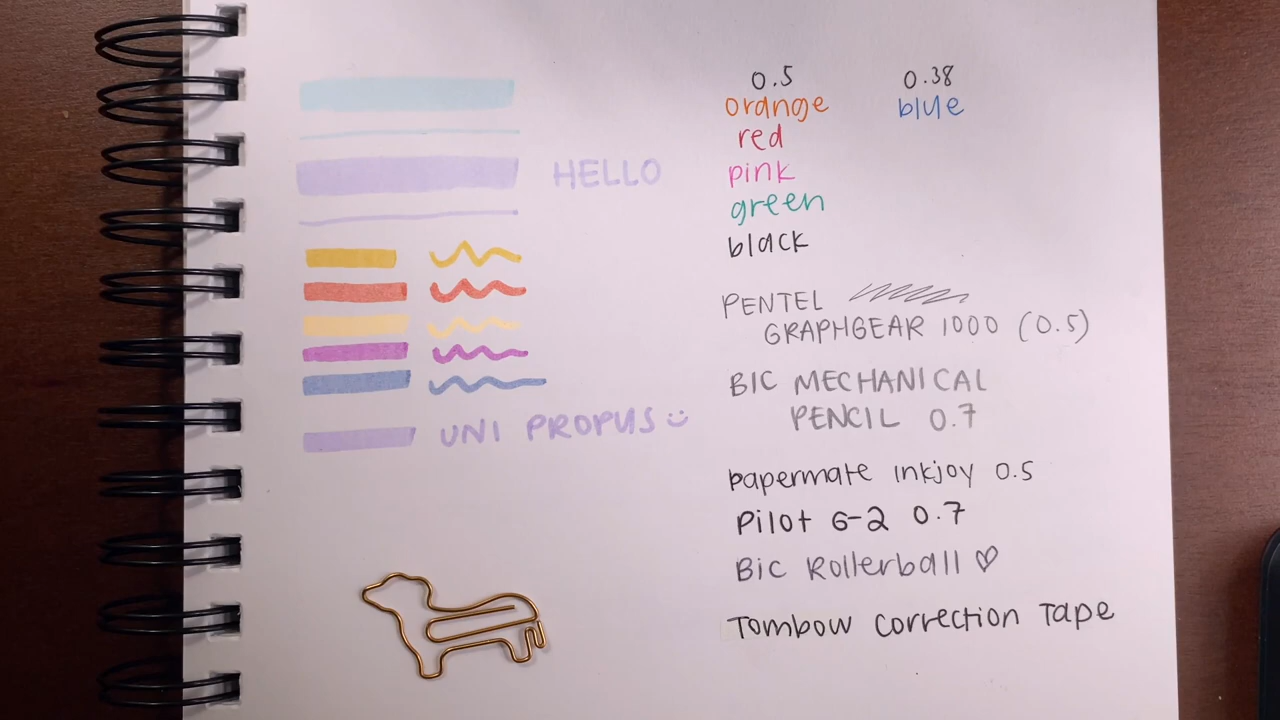 HELLO
UNI PROPUS
0.5
orange
red
pink
green
black
0.38
blue
PENTEL
GRAPHGEAR 1000 (0.5)
BIC MECHANICAL
PENCIL 0.7
papermate inkjoy 0.5
Pilot G-2 0.7
Bic Rollerball ♡
Tombow correction Tape